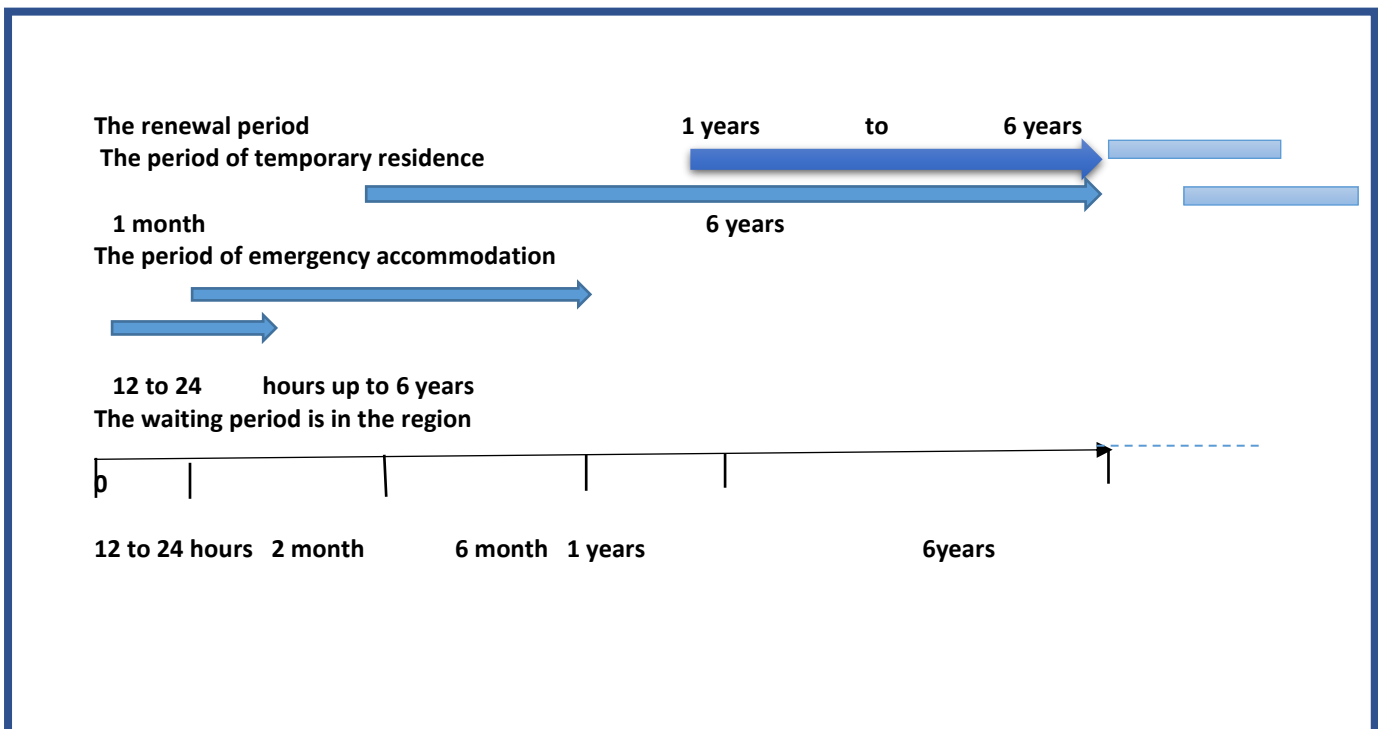 The renewal period 1 years to 6 years
The period of temporary residence
1 month 6 years
The period of emergency accommodation
12 to 24 hours up to 6 years
The waiting period is in the region
0
12 to 24 hours 2 month 6 month 1 years 6years